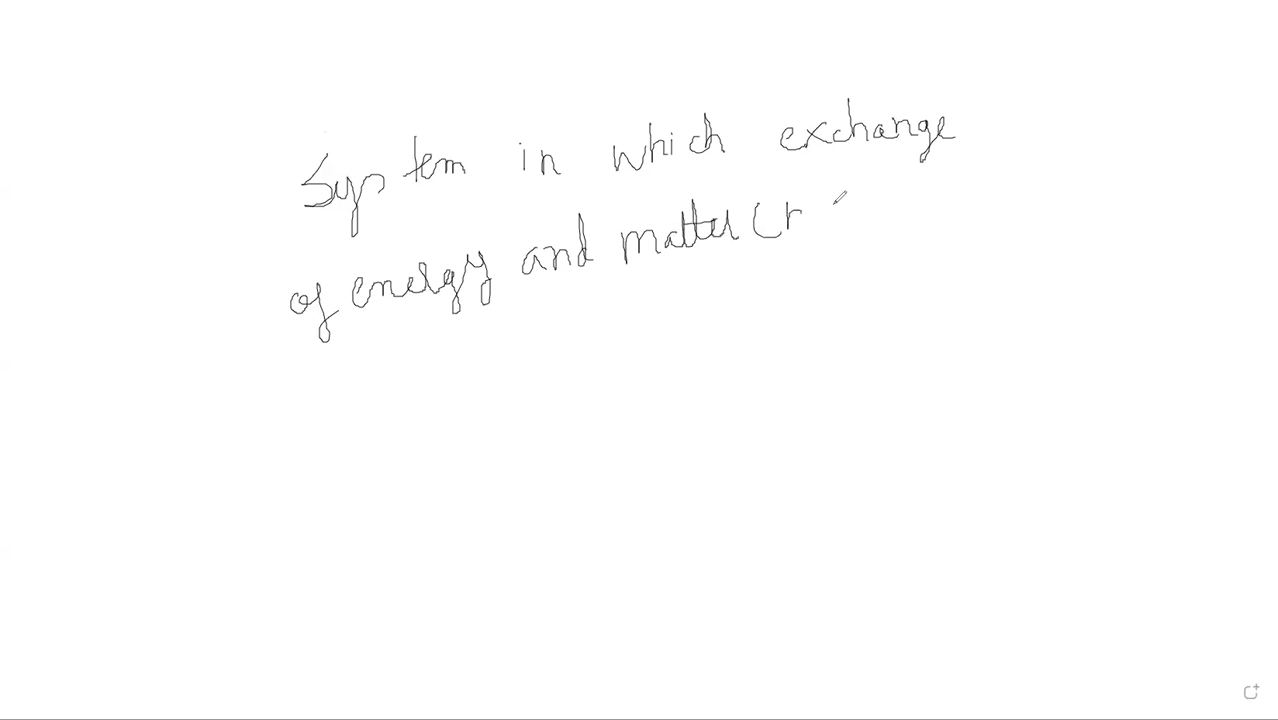 System in which exchange
of energy and matter